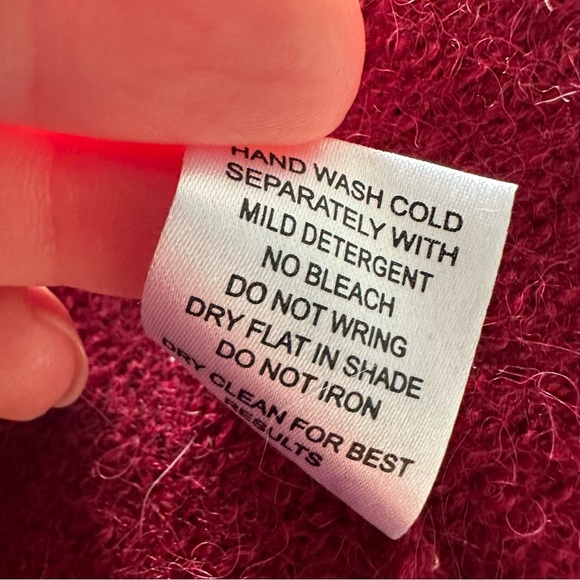 HAND WASH COLD
SEPARATELY WITH
MILD DETERGENT
NO BLEACH
DO NOT WRING
DRY FLAT IN SHADE
DO NOT IRON
DRY CLEAN FOR BEST
RESULTS